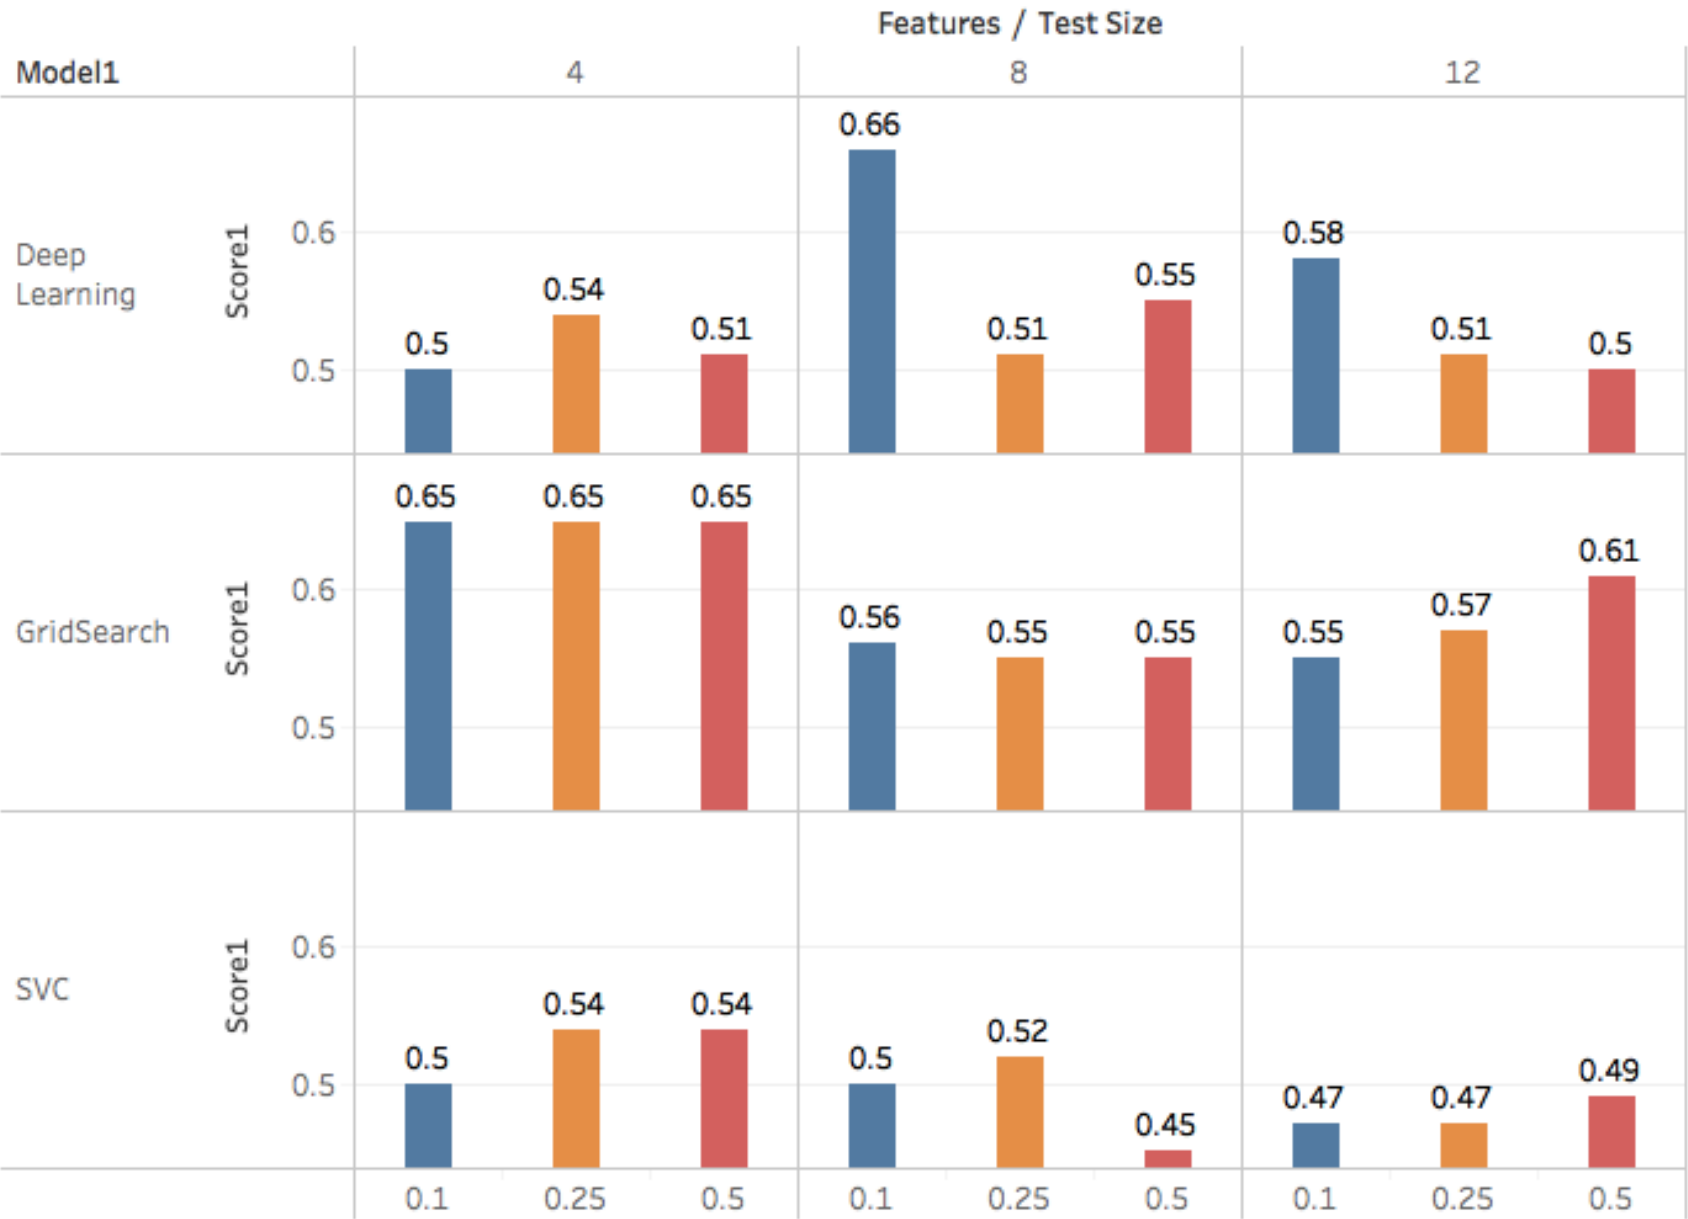 Features / Test Size
Model1 4 8 12
Deep Learning
Score1
0.6
0.5
0.5 0.54 0.51 0.66 0.51 0.55 0.58 0.51 0.5
GridSearch
Score1
0.6
0.5
0.65 0.65 0.65 0.56 0.55 0.55 0.55 0.57 0.61
SVC
Score1
0.6
0.5
0.5 0.54 0.54 0.5 0.52 0.45 0.47 0.47 0.49
0.1 0.25 0.5 0.1 0.25 0.5 0.1 0.25 0.5